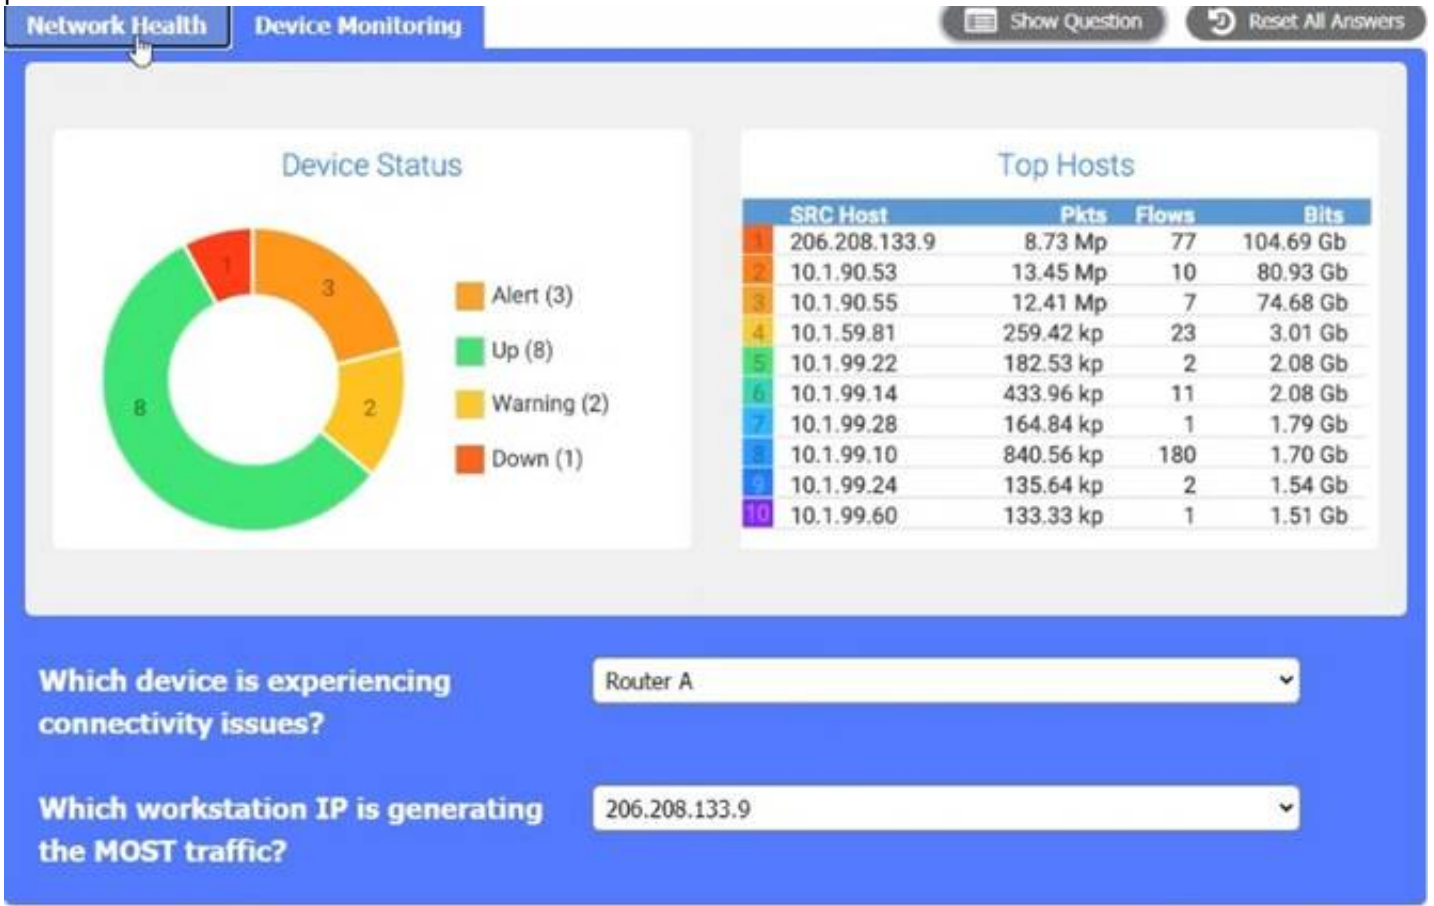 Network Health Device Monitoring Show Question Reset All Answers
Device Status
1
3
8
2
Alert (3)
Up (8)
Warning (2)
Down (1)
Top Hosts
SRC Host Pkts Flows Bits
1 206.208.133.9 8.73 Mp 77 104.69 Gb
2 10.1.90.53 13.45 Mp 10 80.93 Gb
3 10.1.90.55 12.41 Mp 7 74.68 Gb
4 10.1.59.81 259.42 kp 23 3.01 Gb
5 10.1.99.22 182.53 kp 2 2.08 Gb
6 10.1.99.14 433.96 kp 11 2.08 Gb
7 10.1.99.28 164.84 kp 1 1.79 Gb
8 10.1.99.10 840.56 kp 180 1.70 Gb
9 10.1.99.24 135.64 kp 2 1.54 Gb
10 10.1.99.60 133.33 kp 1 1.51 Gb
Which device is experiencing
connectivity issues?
Router A
Which workstation IP is generating
the MOST traffic?
206.208.133.9